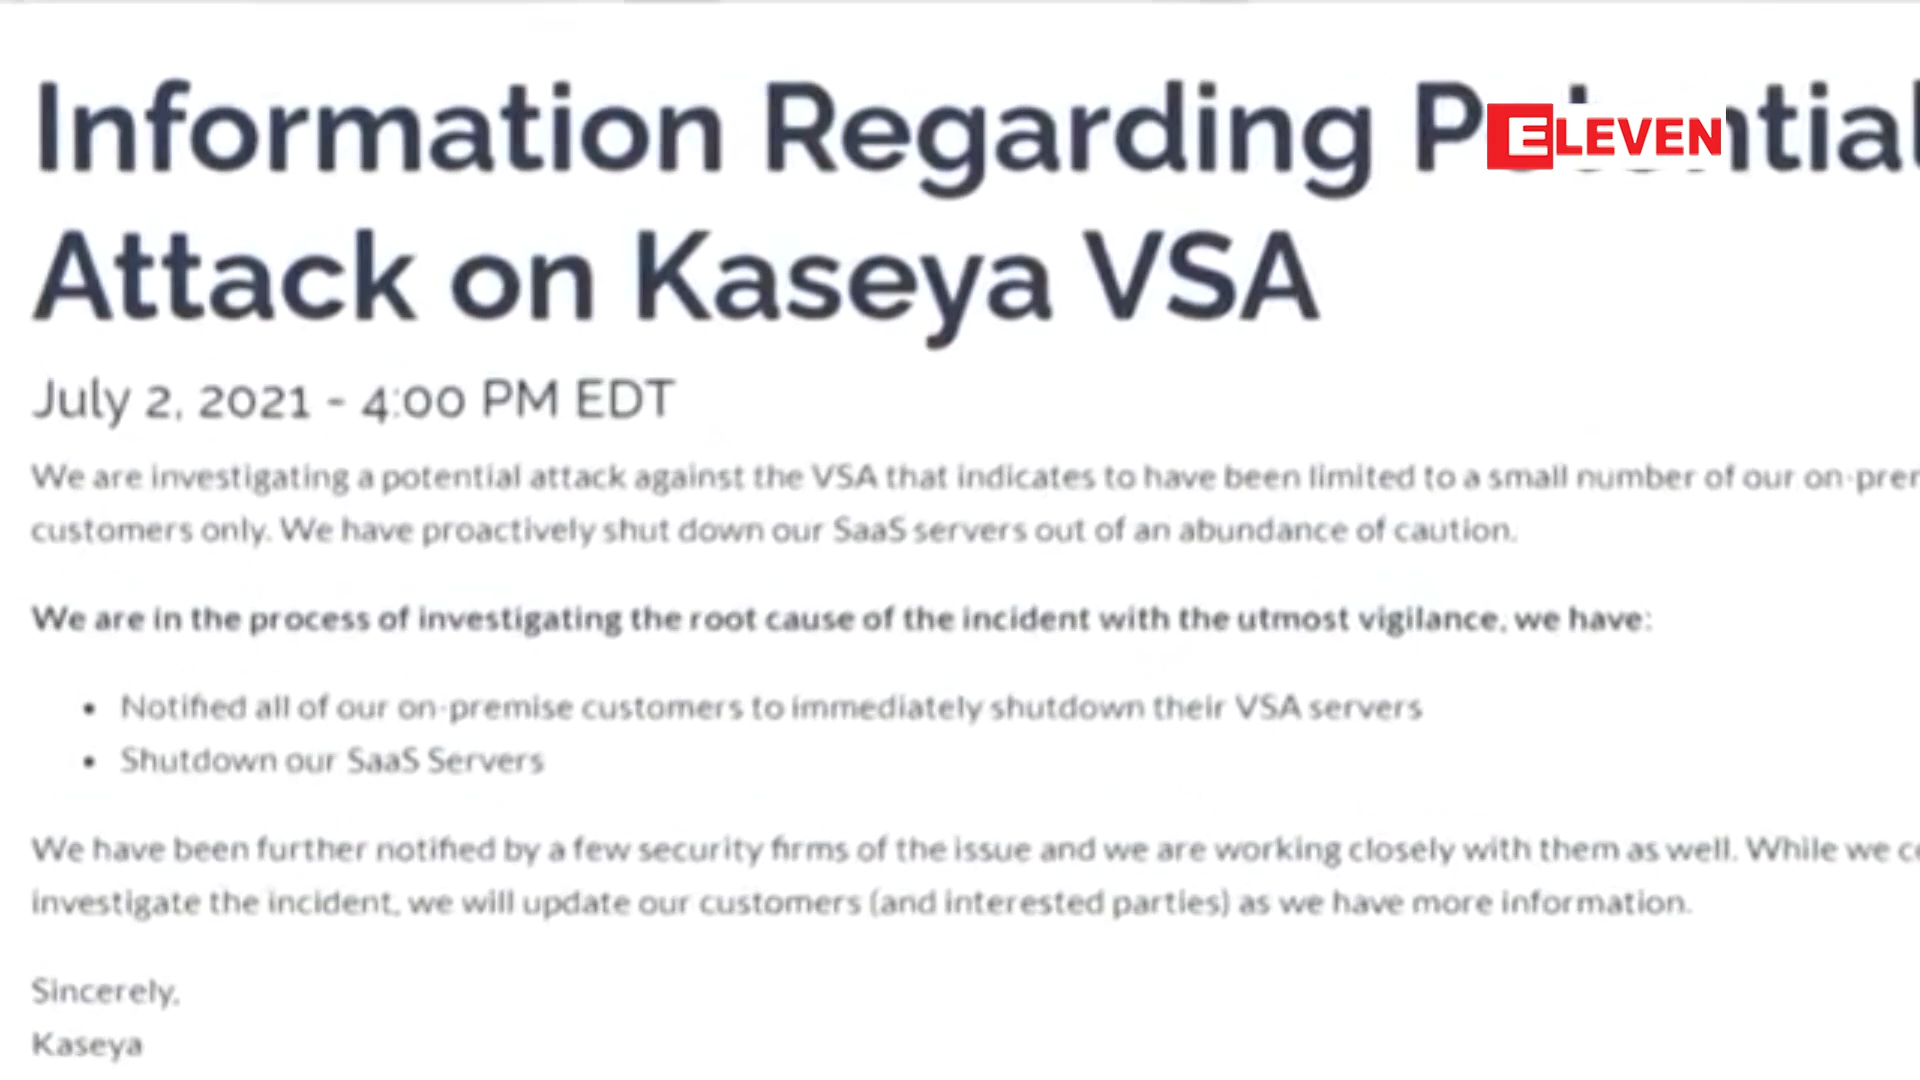 Information Regarding Potential
ELEVEN
Attack on Kaseya VSA
July 2, 2021 - 4:00 PM EDT
We are investigating a potential attack against the VSA that indicates to have been limited to a small number of our on-prem
customers only. We have proactively shut down our SaaS servers out of an abundance of caution.
We are in the process of investigating the root cause of the incident with the utmost vigilance, we have:
• Notified all of our on-premise customers to immediately shutdown their VSA servers
• Shutdown our SaaS Servers
We have been further notified by a few security firms of the issue and we are working closely with them as well. While we
investigate the incident, we will update our customers (and interested parties) as we have more information.
Sincerely,
Kaseya